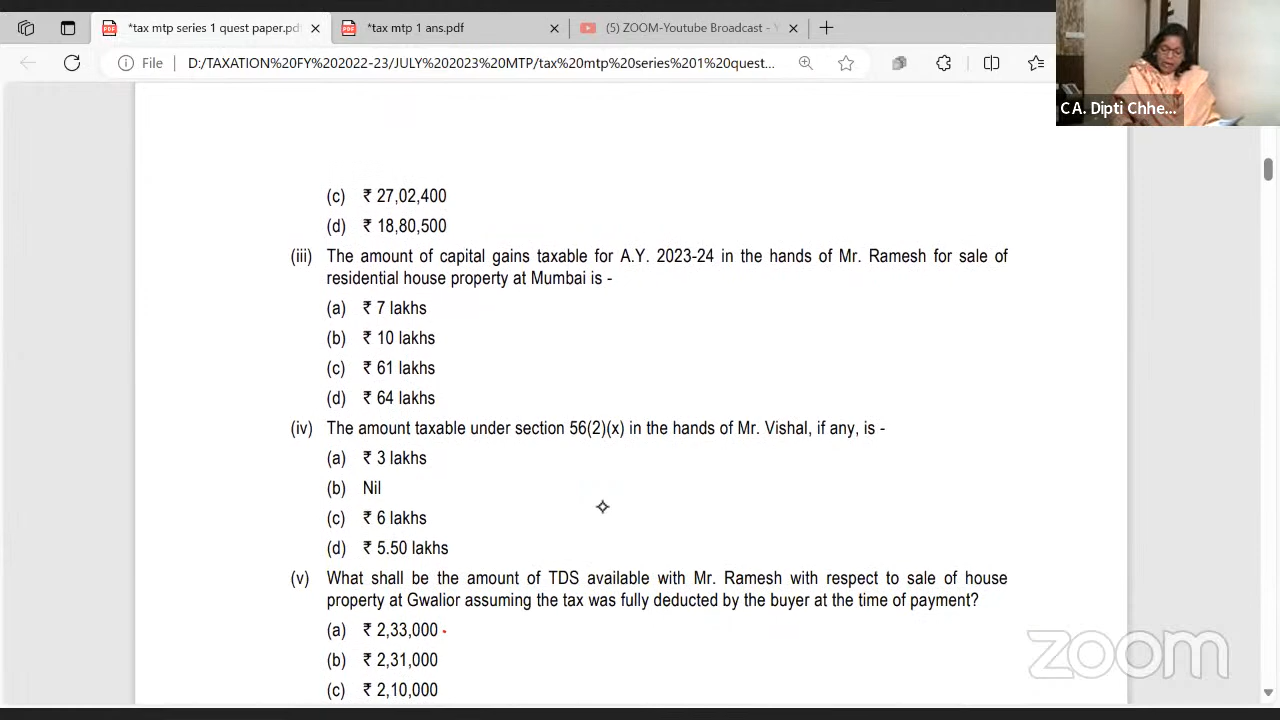 *tax mtp series 1 quest paper.pdf
*tax mtp 1 ans.pdf
(5) ZOOM-Youtube Broadcast - Y
File
D:/TAXATION%20FY%202022-23/JULY%202023%20MTP/tax%20mtp%20series%201%20quest...
CA. Dipti Chhe...
(c) ₹ 27,02,400
(d) ₹ 18,80,500
(iii) The amount of capital gains taxable for A.Y. 2023-24 in the hands of Mr. Ramesh for sale of
residential house property at Mumbai is -
(a) ₹ 7 lakhs
(b) ₹ 10 lakhs
(c) ₹ 61 lakhs
(d) ₹ 64 lakhs
(iv) The amount taxable under section 56(2)(x) in the hands of Mr. Vishal, if any, is -
(a) ₹ 3 lakhs
(b) Nil
(c) ₹ 6 lakhs
(d) ₹ 5.50 lakhs
(v) What shall be the amount of TDS available with Mr. Ramesh with respect to sale of house
property at Gwalior assuming the tax was fully deducted by the buyer at the time of payment?
(a) ₹ 2,33,000
(b) ₹ 2,31,000
(c) ₹ 2,10,000
zoom